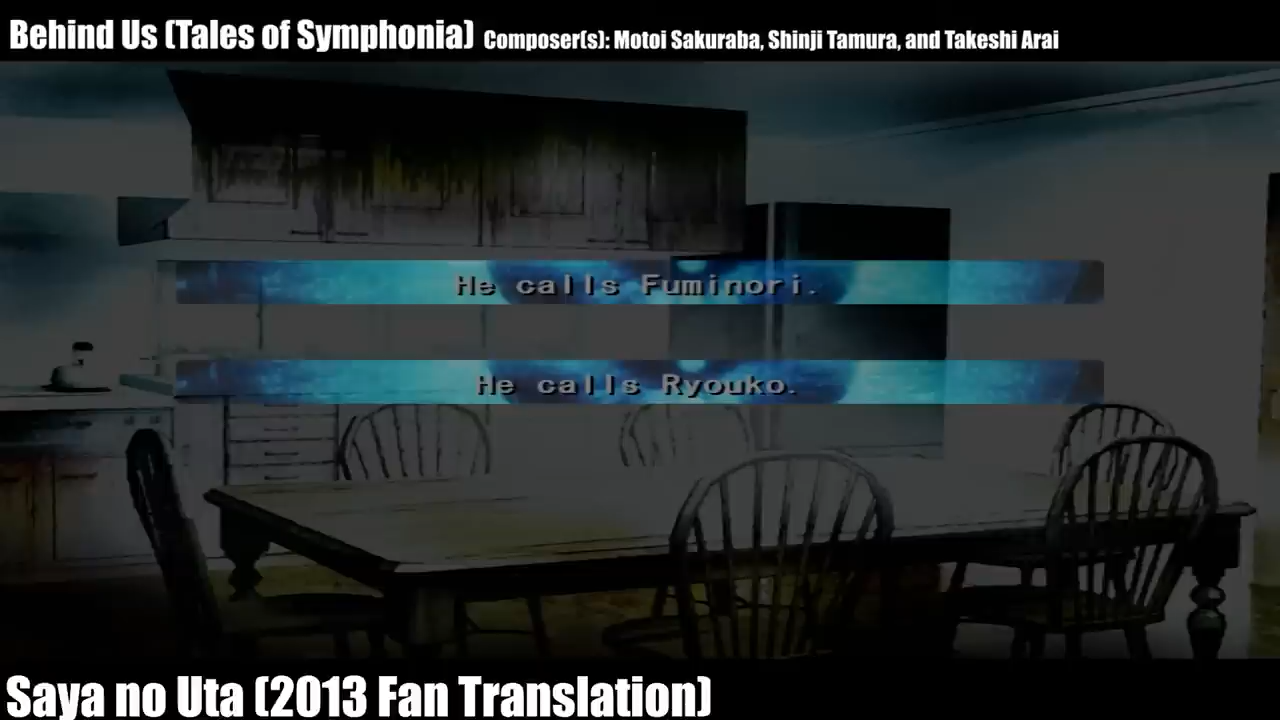 Behind Us (Tales of Symphonia) Composer(s): Motoi Sakuraba, Shinji Tamura, and Takeshi Arai
He calls Fuminori.
He calls Ryouko.
Saya no Uta (2013 Fan Translation)